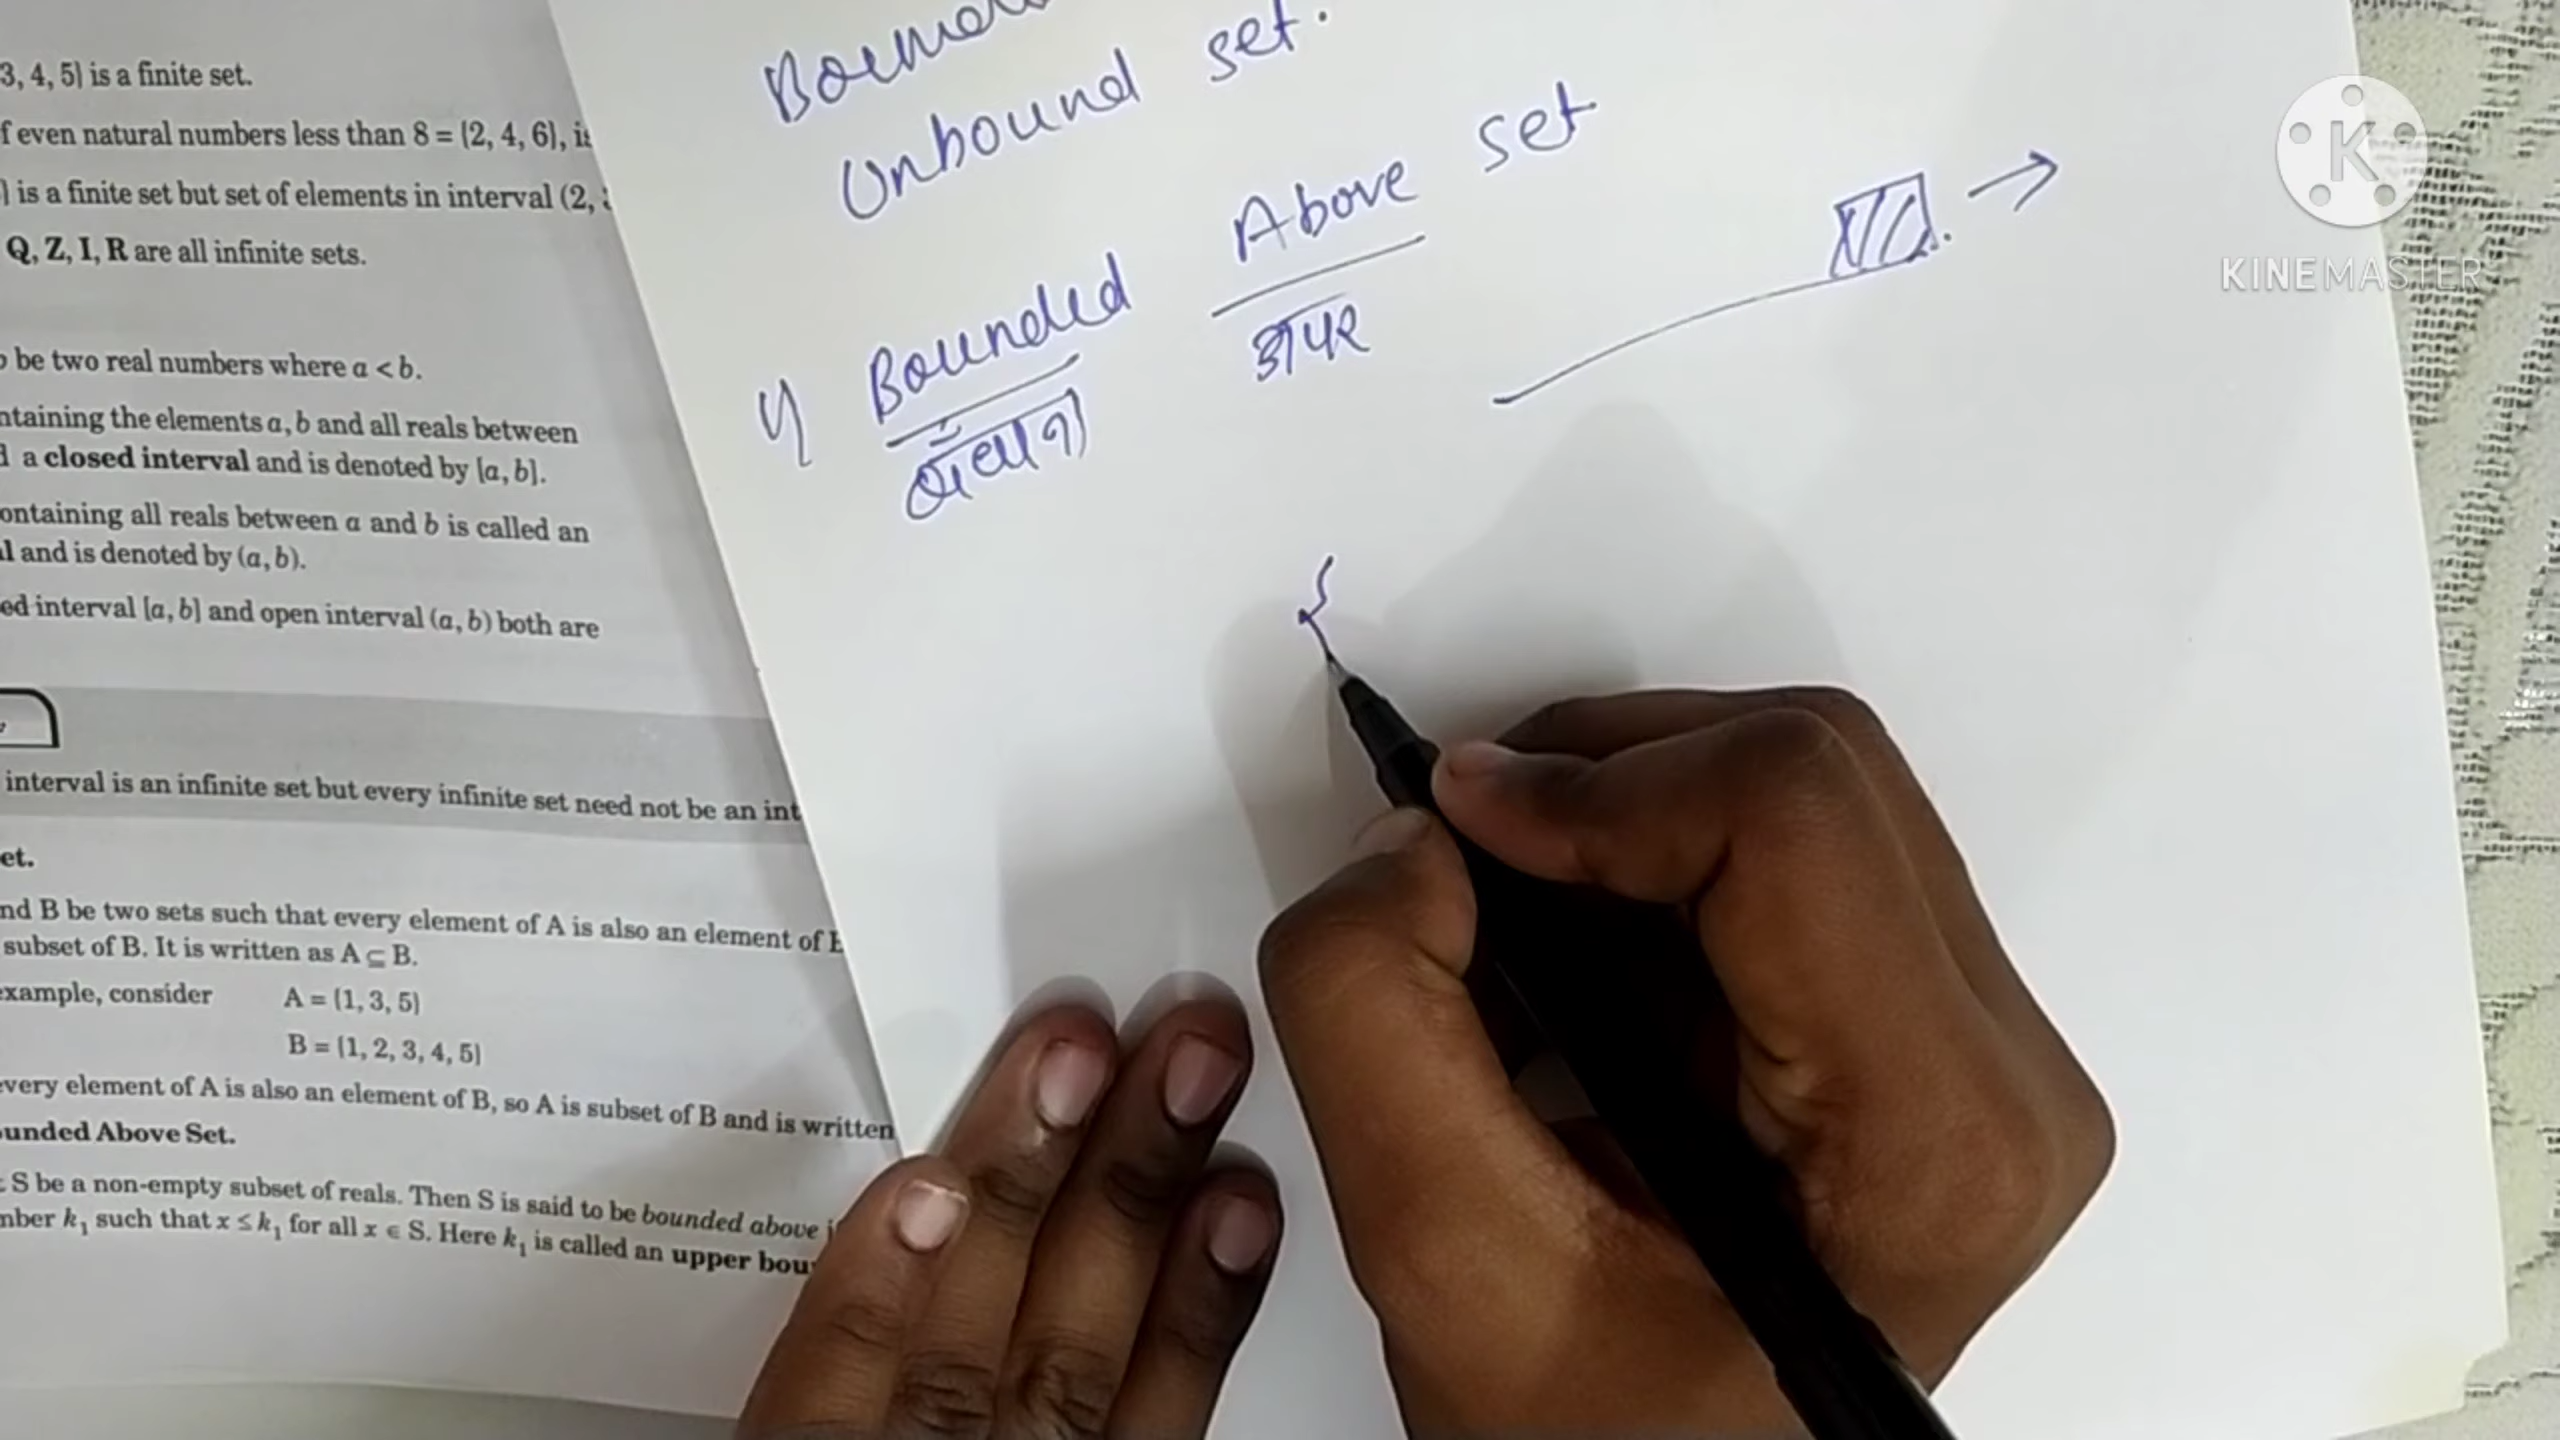 3, 4, 5} is a finite set.
f even natural numbers less than 8 = {2, 4, 6}, is
} is a finite set but set of elements in interval (2,
Q, Z, I, R are all infinite sets.
be two real numbers where a < b.
ntaining the elements a, b and all reals between
a closed interval and is denoted by [a, b].
ontaining all reals between a and b is called an
l and is denoted by (a, b).
ed interval [a, b] and open interval (a, b) both are
interval is an infinite set but every infinite set need not be an int
et.
nd B be two sets such that every element of A is also an element of B
subset of B. It is written as A ⊆ B.
example, consider A = {1, 3, 5}
B = {1, 2, 3, 4, 5}
every element of A is also an element of B, so A is subset of B and is written
ounded Above Set.
S be a non-empty subset of reals. Then S is said to be bounded above i
mber k₁ such that x ≤ k₁ for all x ∈ S. Here k₁ is called an upper bou
Unbound set.
Bounded Above set
ऊपर
{
K
KINEMASTER